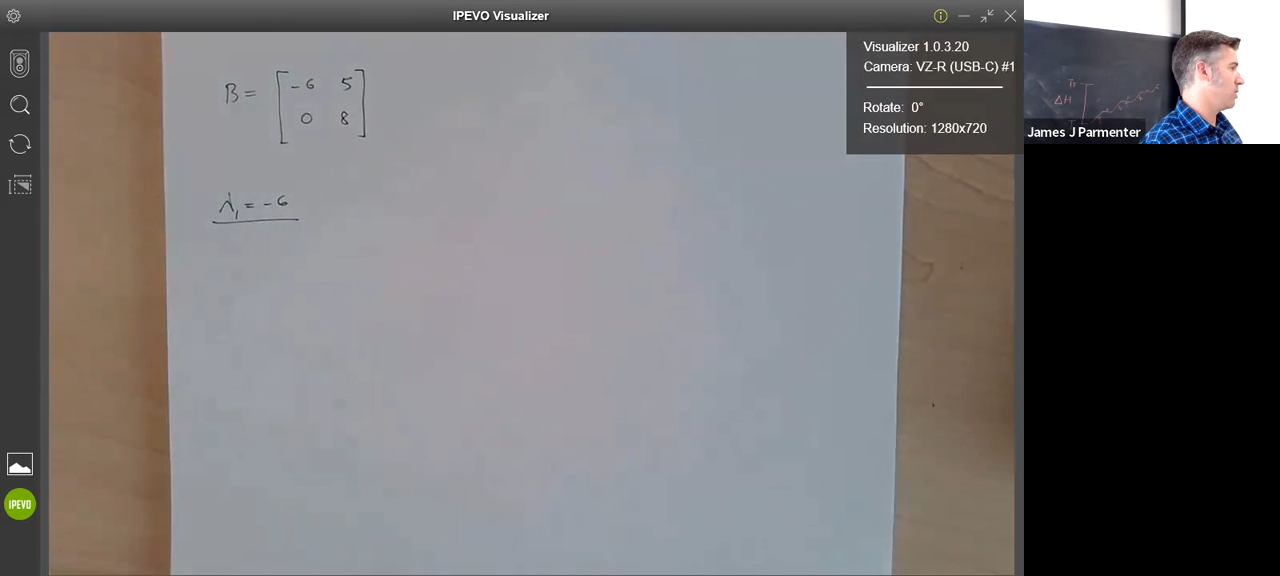 IPEVO Visualizer
Visualizer 1.0.3.20
Camera: VZ-R (USB-C) #1
Rotate: 0°
Resolution: 1280x720
B = [ -6 5
0 8 ]
λ₁ = -6
James J Parmenter
ΔH
IPEVO